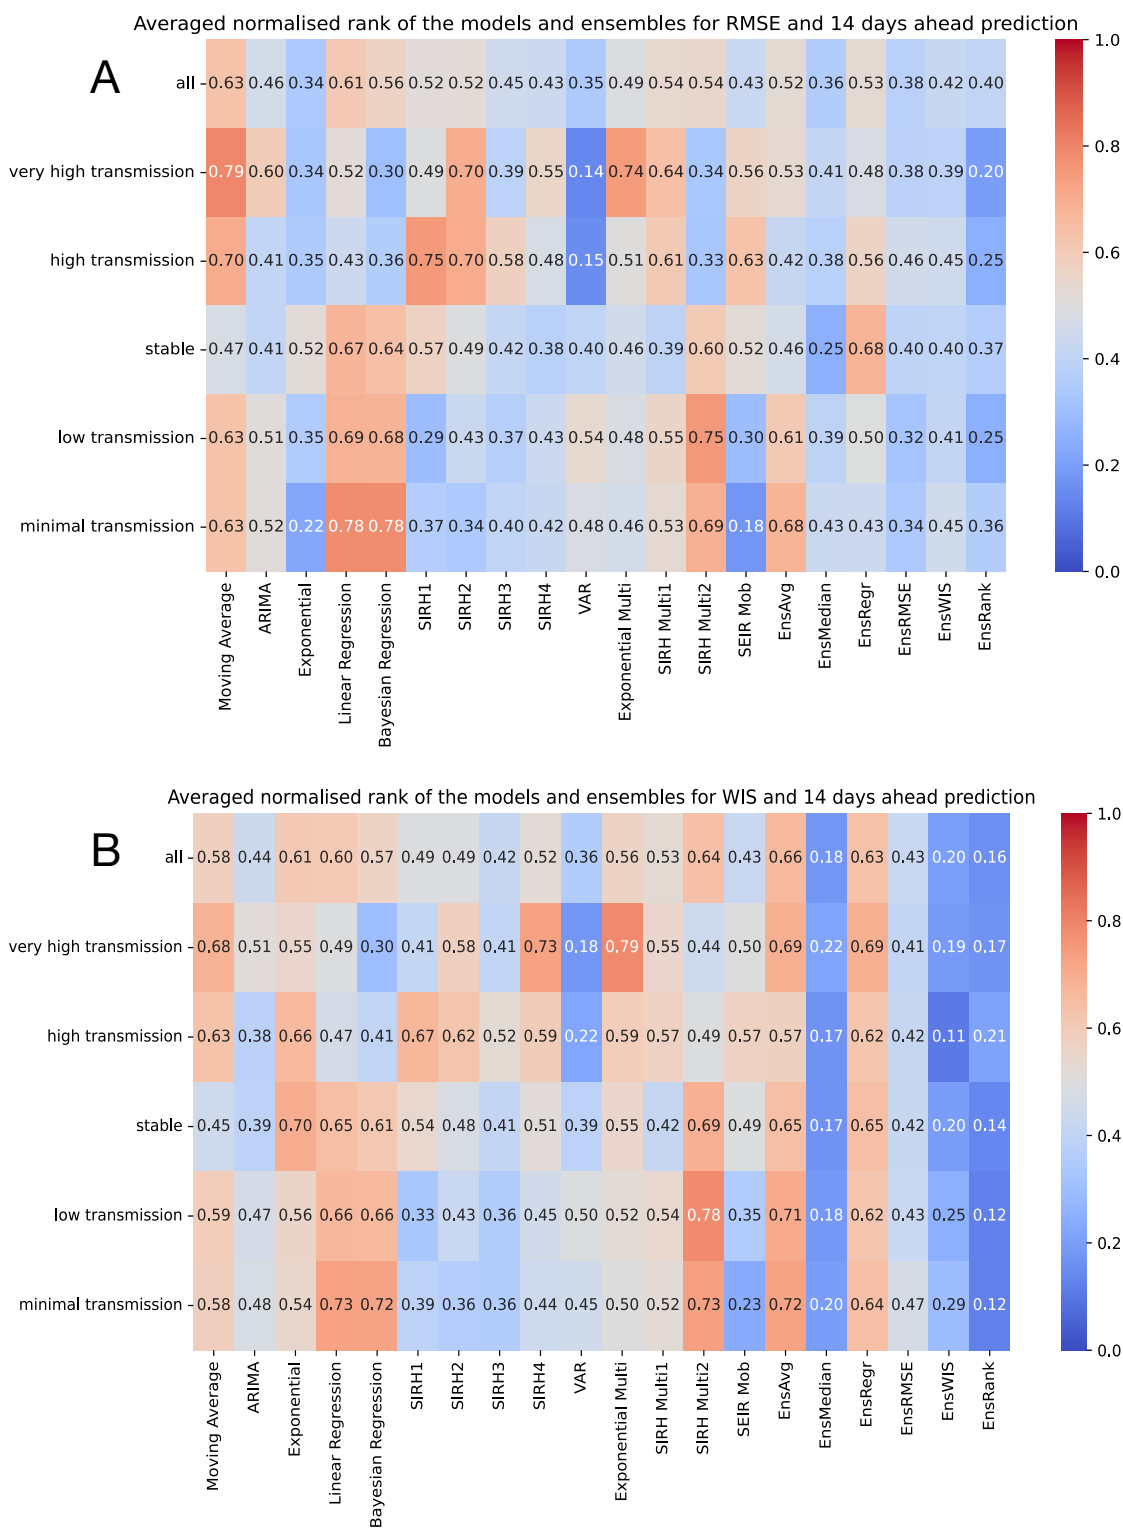 Averaged normalised rank of the models and ensembles for RMSE and 14 days ahead prediction
A
all 0.63 0.46 0.34 0.61 0.56 0.52 0.52 0.45 0.43 0.35 0.49 0.54 0.54 0.43 0.52 0.36 0.53 0.38 0.42 0.40
very high transmission 0.79 0.60 0.34 0.52 0.30 0.49 0.70 0.39 0.55 0.14 0.74 0.64 0.34 0.56 0.53 0.41 0.48 0.38 0.39 0.20
high transmission 0.70 0.41 0.35 0.43 0.36 0.75 0.70 0.58 0.48 0.15 0.51 0.61 0.33 0.63 0.42 0.38 0.56 0.46 0.45 0.25
stable 0.47 0.41 0.52 0.67 0.64 0.57 0.49 0.42 0.38 0.40 0.46 0.39 0.60 0.52 0.46 0.25 0.68 0.40 0.40 0.37
low transmission 0.63 0.51 0.35 0.69 0.68 0.29 0.43 0.37 0.43 0.54 0.48 0.55 0.75 0.30 0.61 0.39 0.50 0.32 0.41 0.25
minimal transmission 0.63 0.52 0.22 0.78 0.78 0.37 0.34 0.40 0.42 0.48 0.46 0.53 0.69 0.18 0.68 0.43 0.43 0.34 0.45 0.36
Moving Average
ARIMA
Exponential
Linear Regression
Bayesian Regression
SIRH1
SIRH2
SIRH3
SIRH4
VAR
Exponential Multi
SIRH Multi1
SIRH Multi2
SEIR Mob
EnsAvg
EnsMedian
EnsRegr
EnsRMSE
EnsWIS
EnsRank
1.0
0.8
0.6
0.4
0.2
0.0
Averaged normalised rank of the models and ensembles for WIS and 14 days ahead prediction
B
all 0.58 0.44 0.61 0.60 0.57 0.49 0.49 0.42 0.52 0.36 0.56 0.53 0.64 0.43 0.66 0.18 0.63 0.43 0.20 0.16
very high transmission 0.68 0.51 0.55 0.49 0.30 0.41 0.58 0.41 0.73 0.18 0.79 0.55 0.44 0.50 0.69 0.22 0.69 0.41 0.19 0.17
high transmission 0.63 0.38 0.66 0.47 0.41 0.67 0.62 0.52 0.59 0.22 0.59 0.57 0.49 0.57 0.57 0.17 0.62 0.42 0.11 0.21
stable 0.45 0.39 0.70 0.65 0.61 0.54 0.48 0.41 0.51 0.39 0.55 0.42 0.69 0.49 0.65 0.17 0.65 0.42 0.20 0.14
low transmission 0.59 0.47 0.56 0.66 0.66 0.33 0.43 0.36 0.45 0.50 0.52 0.54 0.78 0.35 0.71 0.18 0.62 0.43 0.25 0.12
minimal transmission 0.58 0.48 0.54 0.73 0.72 0.39 0.36 0.36 0.44 0.45 0.50 0.52 0.73 0.23 0.72 0.20 0.64 0.47 0.29 0.12
Moving Average
ARIMA
Exponential
Linear Regression
Bayesian Regression
SIRH1
SIRH2
SIRH3
SIRH4
VAR
Exponential Multi
SIRH Multi1
SIRH Multi2
SEIR Mob
EnsAvg
EnsMedian
EnsRegr
EnsRMSE
EnsWIS
EnsRank
1.0
0.8
0.6
0.4
0.2
0.0